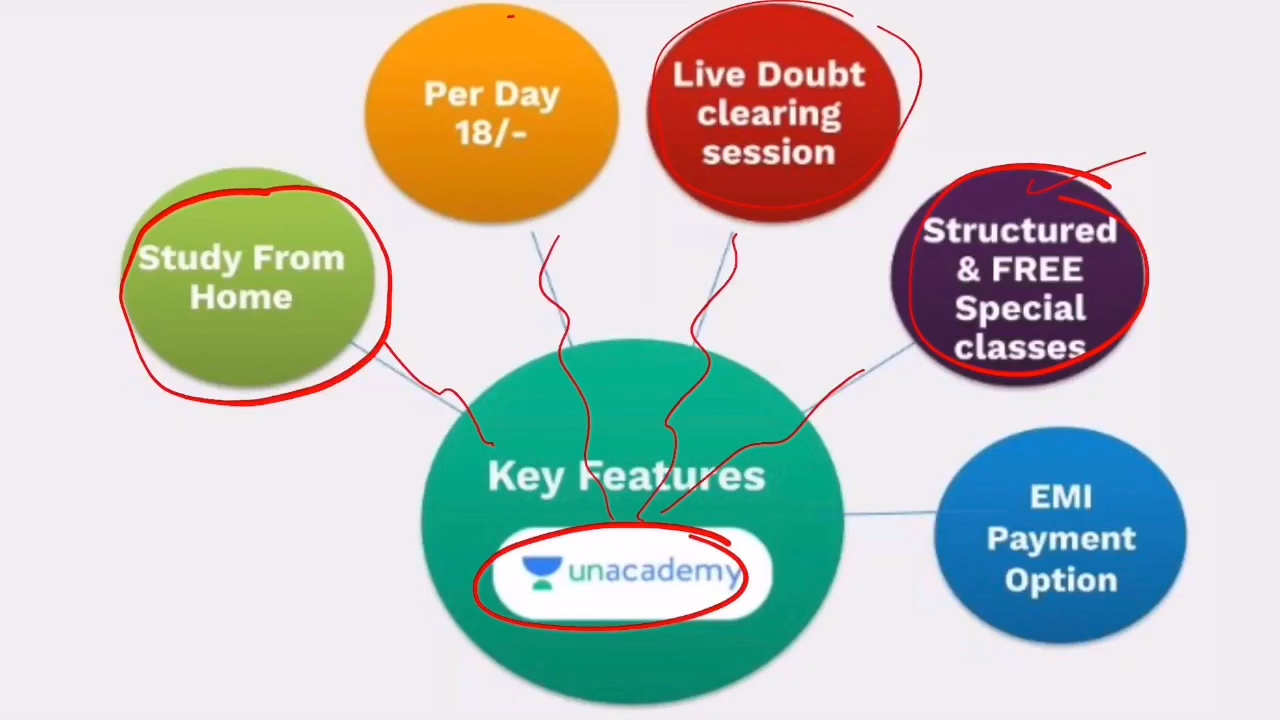 Per Day
18/-
Live Doubt
clearing
session
Study From
Home
Structured
& FREE
Special
classes
Key Features
unacademy
EMI
Payment
Option